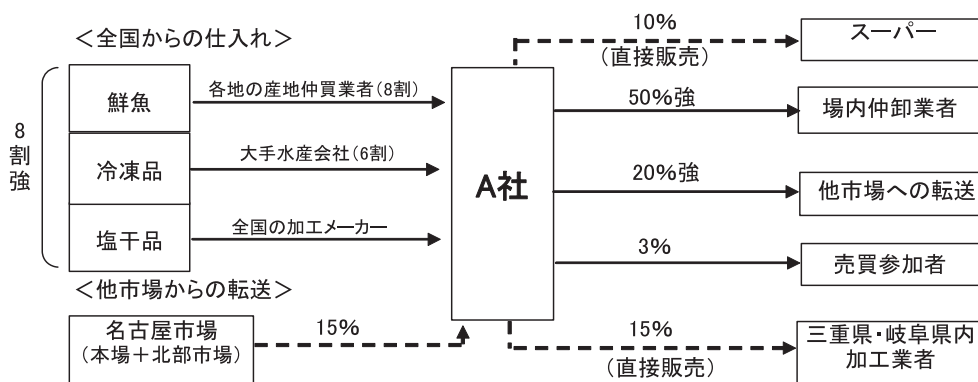 <全国からの仕入れ>
8割強
鮮魚
各地の産地仲買業者(8割)
冷凍品
大手水産会社(6割)
塩干品
全国の加工メーカー
<他市場からの転送>
名古屋市場
(本場+北部市場)
15%
A社
10%
(直接販売)
スーパー
50%強
場内仲卸業者
20%強
他市場への転送
3%
売買参加者
15%
(直接販売)
三重県・岐阜県内
加工業者